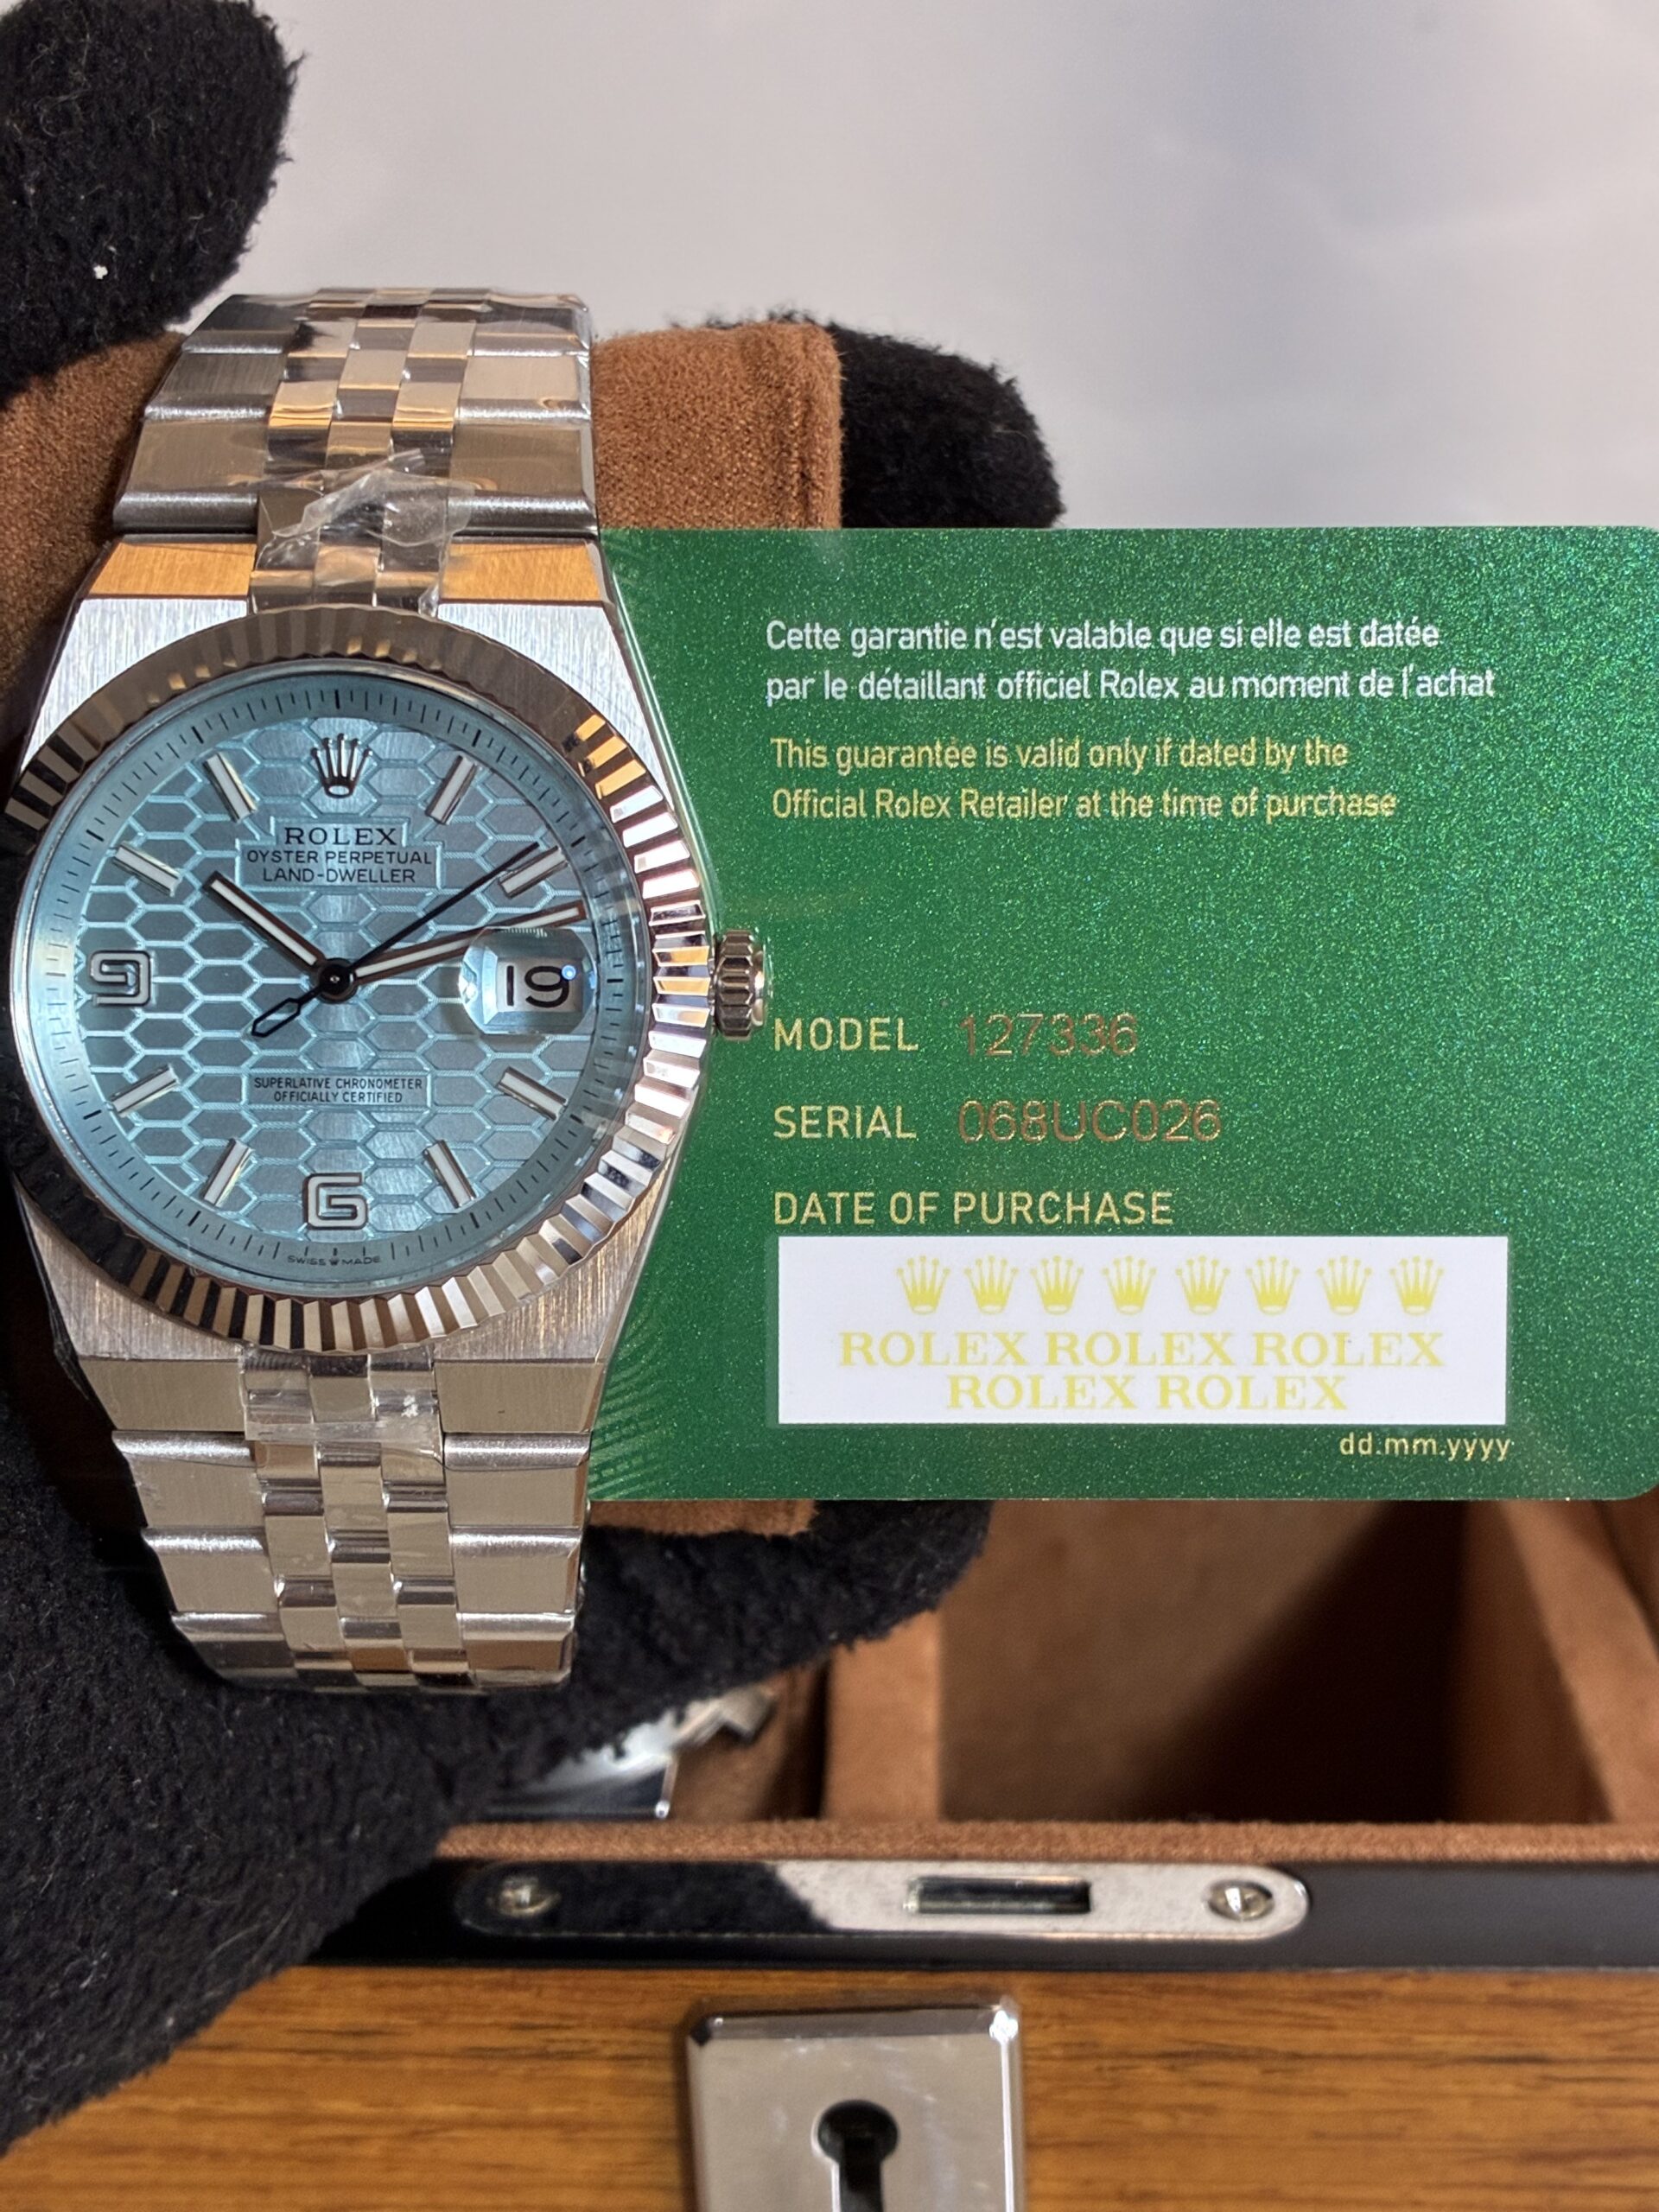 ROLEX
OYSTER PERPETUAL
LAND-DWELLER
9
19
SUPERLATIVE CHRONOMETER
OFFICIALLY CERTIFIED
6
SWISS MADE
Cette garantie n'est valable que si elle est datée
par le détaillant officiel Rolex au moment de l'achat
This guarantee is valid only if dated by the
Official Rolex Retailer at the time of purchase
MODEL 127336
SERIAL 068UC026
DATE OF PURCHASE
ROLEX ROLEX ROLEX
ROLEX ROLEX
dd.mm.yyyy